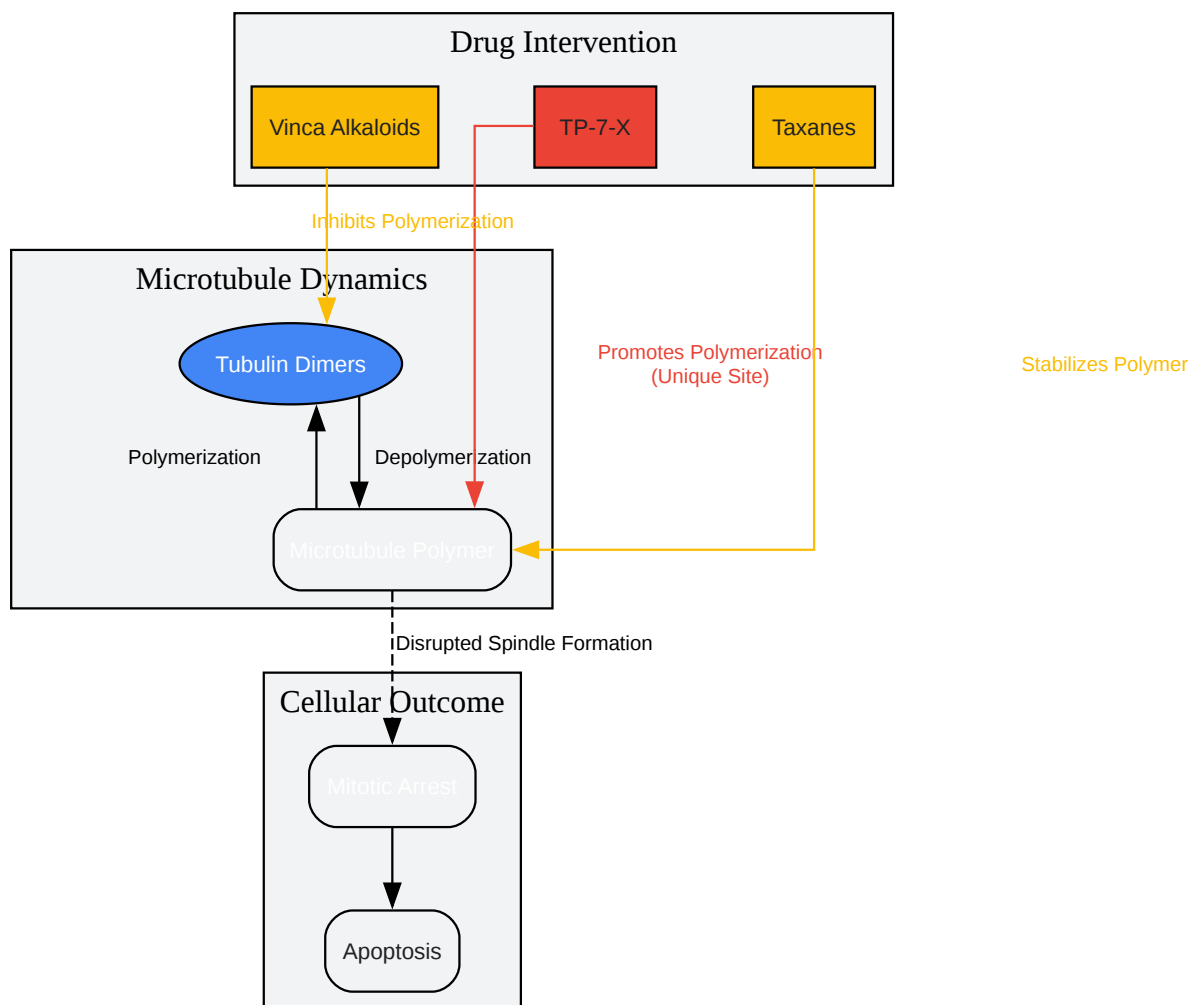 Drug Intervention
Vinca Alkaloids
TP-7-X
Taxanes
Inhibits Polymerization
Microtubule Dynamics
Tubulin Dimers
Promotes Polymerization
(Unique Site)
Stabilizes Polymer
Polymerization
Depolymerization
Microtubule Polymer
Disrupted Spindle Formation
Cellular Outcome
Mitotic Arrest
Apoptosis